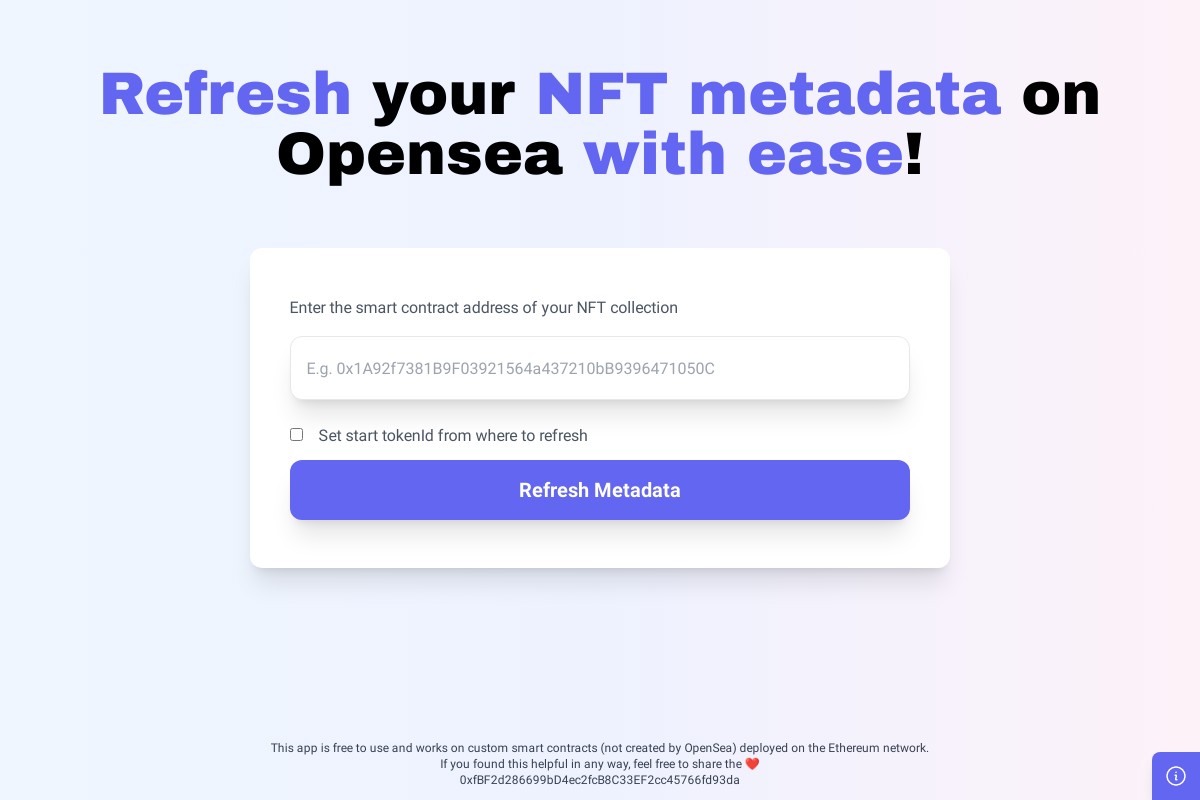 Refresh your NFT metadata on
Opensea with ease!
Enter the smart contract address of your NFT collection
E.g. 0x1A92f7381B9F03921564a437210bB9396471050C
Set start tokenId from where to refresh
Refresh Metadata
This app is free to use and works on custom smart contracts (not created by OpenSea) deployed on the Ethereum network.
If you found this helpful in any way, feel free to share the ❤️
0xfBF2d286699bD4ec2fcB8C33EF2cc45766fd93da